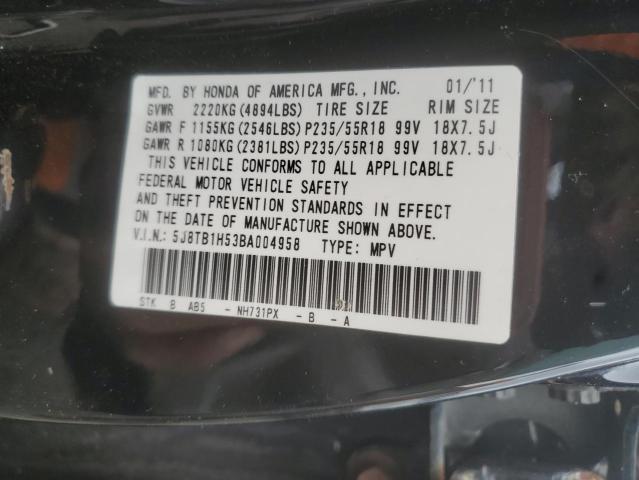 MFD. BY HONDA OF AMERICA MFG., INC. 01/'11
GVWR 2220KG(4894LBS) TIRE SIZE RIM SIZE
GAWR F 1155KG(2546LBS) P235/55R18 99V 18X7.5J
GAWR R 1080KG(2381LBS) P235/55R18 99V 18X7.5J
THIS VEHICLE CONFORMS TO ALL APPLICABLE
FEDERAL MOTOR VEHICLE SAFETY
AND THEFT PREVENTION STANDARDS IN EFFECT
ON THE DATE OF MANUFACTURE SHOWN ABOVE.
V.I.N.: 5J8TB1H53BA004958 TYPE: MPV
STK B AB5 - NH731PX - B - A